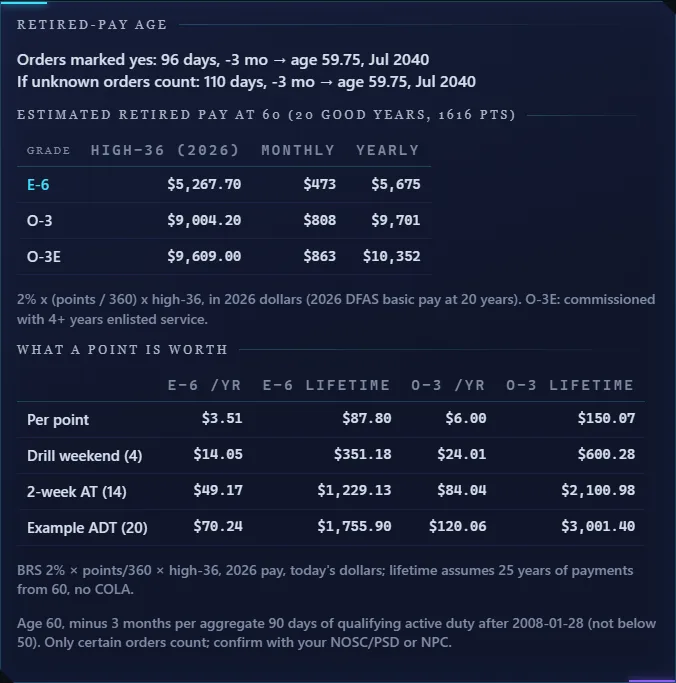 RETIRED-PAY AGE
Orders marked yes: 96 days, -3 mo → age 59.75, Jul 2040
If unknown orders count: 110 days, -3 mo → age 59.75, Jul 2040
ESTIMATED RETIRED PAY AT 60 (20 GOOD YEARS, 1616 PTS)
GRADE HIGH-36 (2026) MONTHLY YEARLY
E-6 $5,267.70 $473 $5,675
O-3 $9,004.20 $808 $9,701
O-3E $9,609.00 $863 $10,352
2% x (points / 360) x high-36, in 2026 dollars (2026 DFAS basic pay at 20 years). O-3E: commissioned
with 4+ years enlisted service.
WHAT A POINT IS WORTH
E-6 /YR E-6 LIFETIME O-3 /YR O-3 LIFETIME
Per point $3.51 $87.80 $6.00 $150.07
Drill weekend (4) $14.05 $351.18 $24.01 $600.28
2-week AT (14) $49.17 $1,229.13 $84.04 $2,100.98
Example ADT (20) $70.24 $1,755.90 $120.06 $3,001.40
BRS 2% × points/360 × high-36, 2026 pay, today's dollars; lifetime assumes 25 years of payments
from 60, no COLA.
Age 60, minus 3 months per aggregate 90 days of qualifying active duty after 2008-01-28 (not below
50). Only certain orders count; confirm with your NOSC/PSD or NPC.